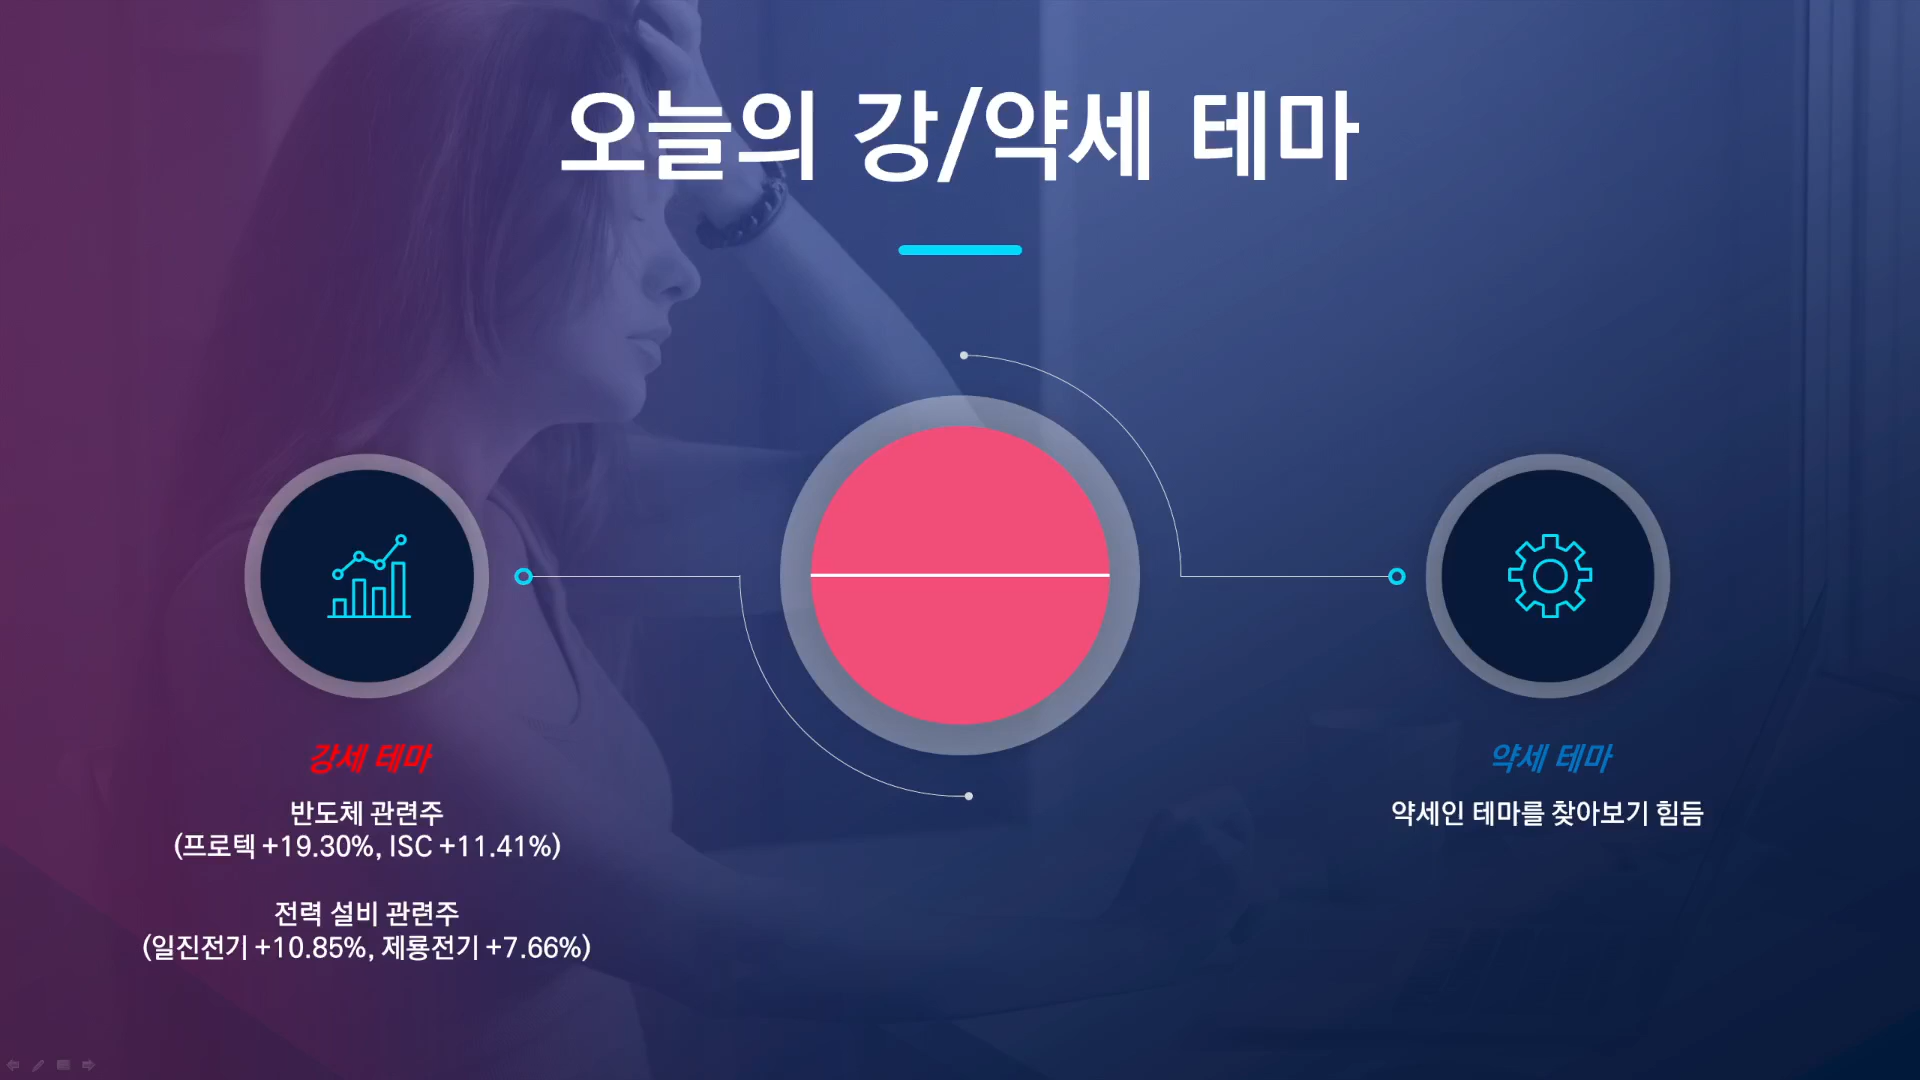 오늘의 강/약세 테마
강세 테마
반도체 관련주
(프로텍 +19.30%, ISC +11.41%)
전력 설비 관련주
(일진전기 +10.85%, 제룡전기 +7.66%)
약세 테마
약세인 테마를 찾아보기 힘듬